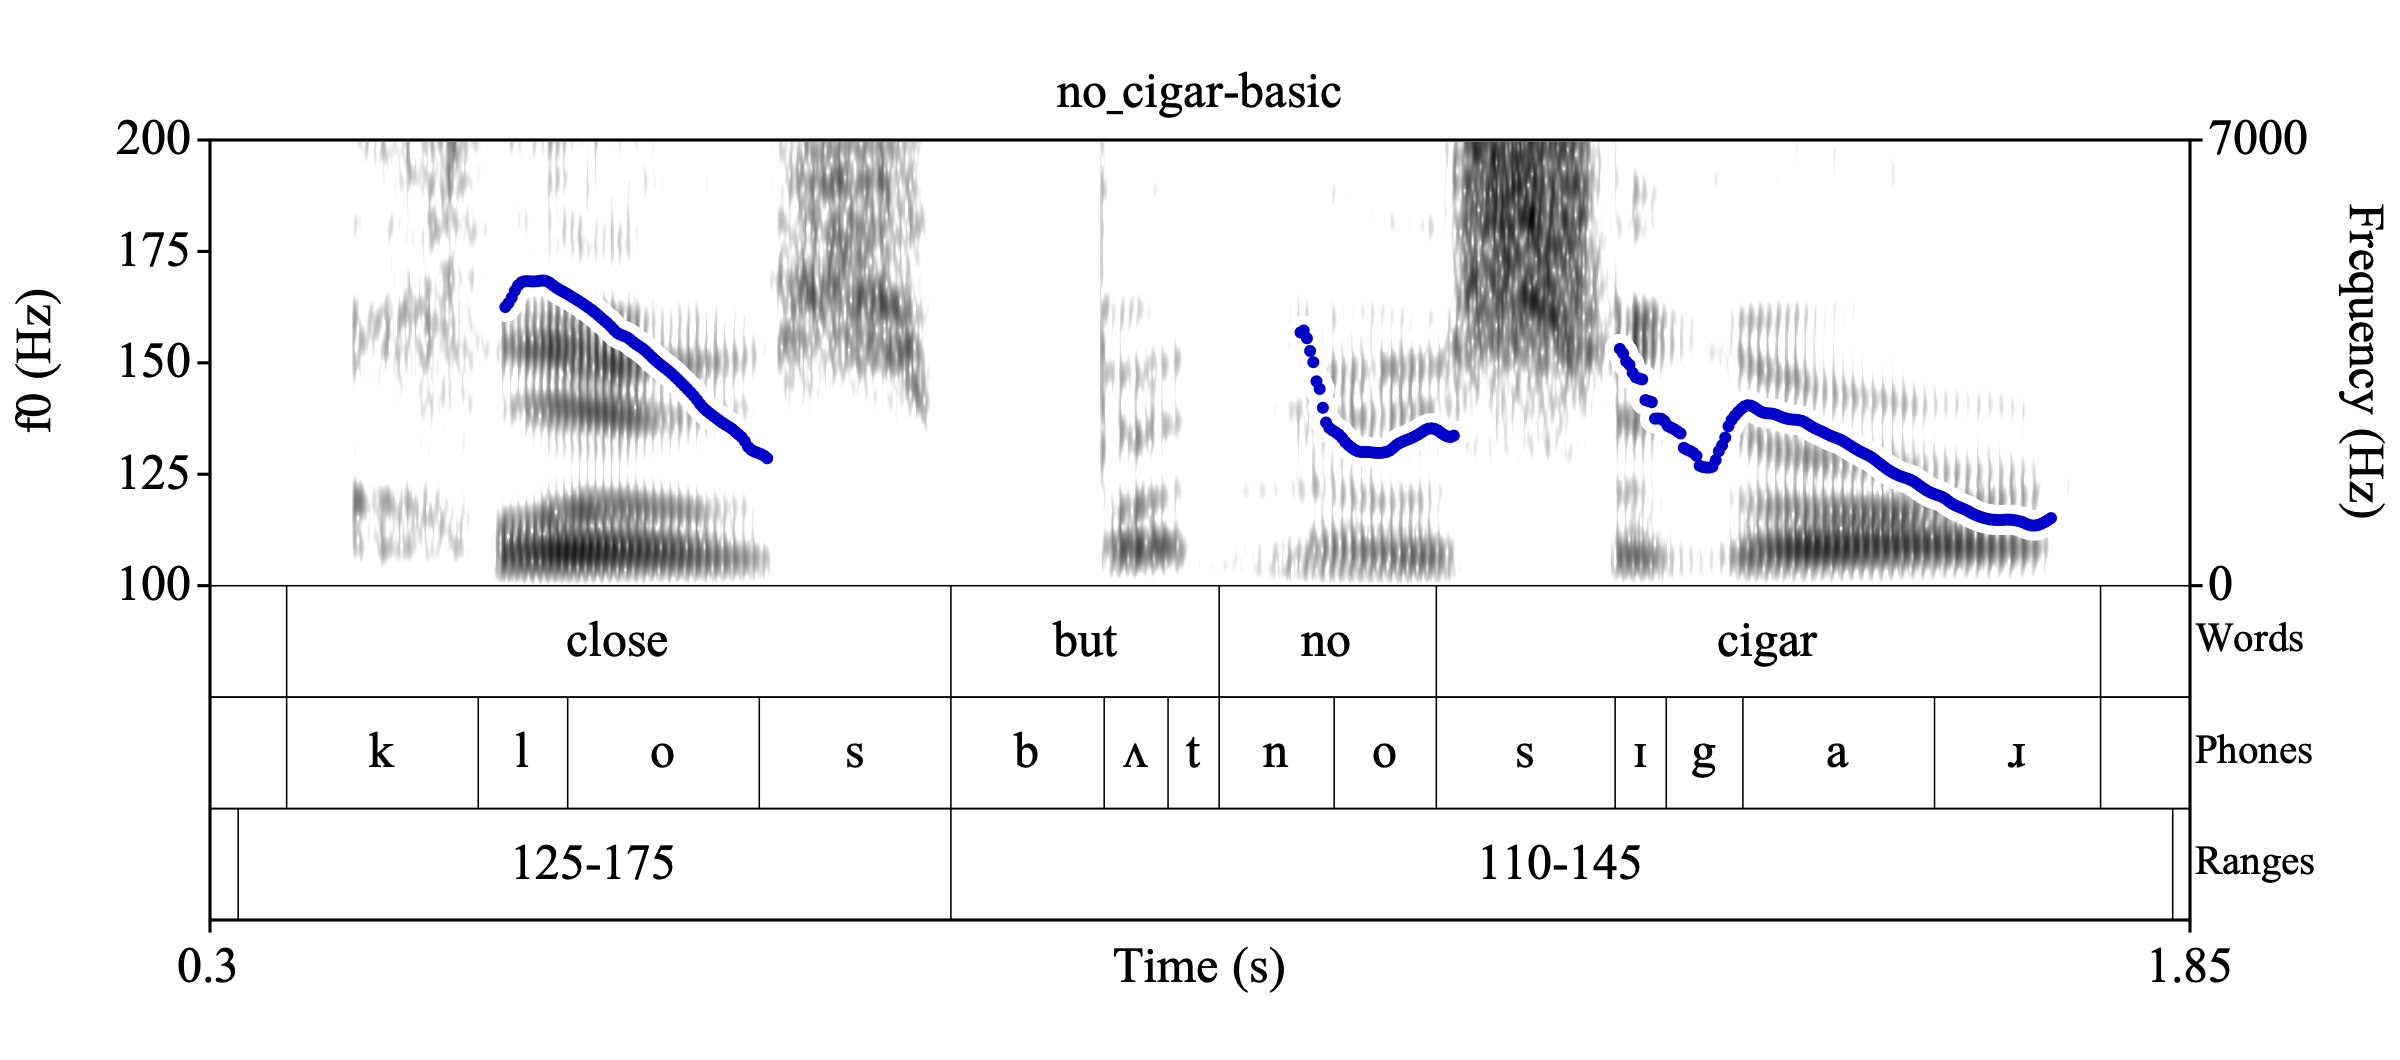 no_cigar-basic
200
175
150
125
100
f0 (Hz)
7000
0
Frequency (Hz)
close but no cigar Words
k l o s b ʌ t n o s ɪ g a ɹ Phones
125-175 110-145 Ranges
0.3 Time (s) 1.85